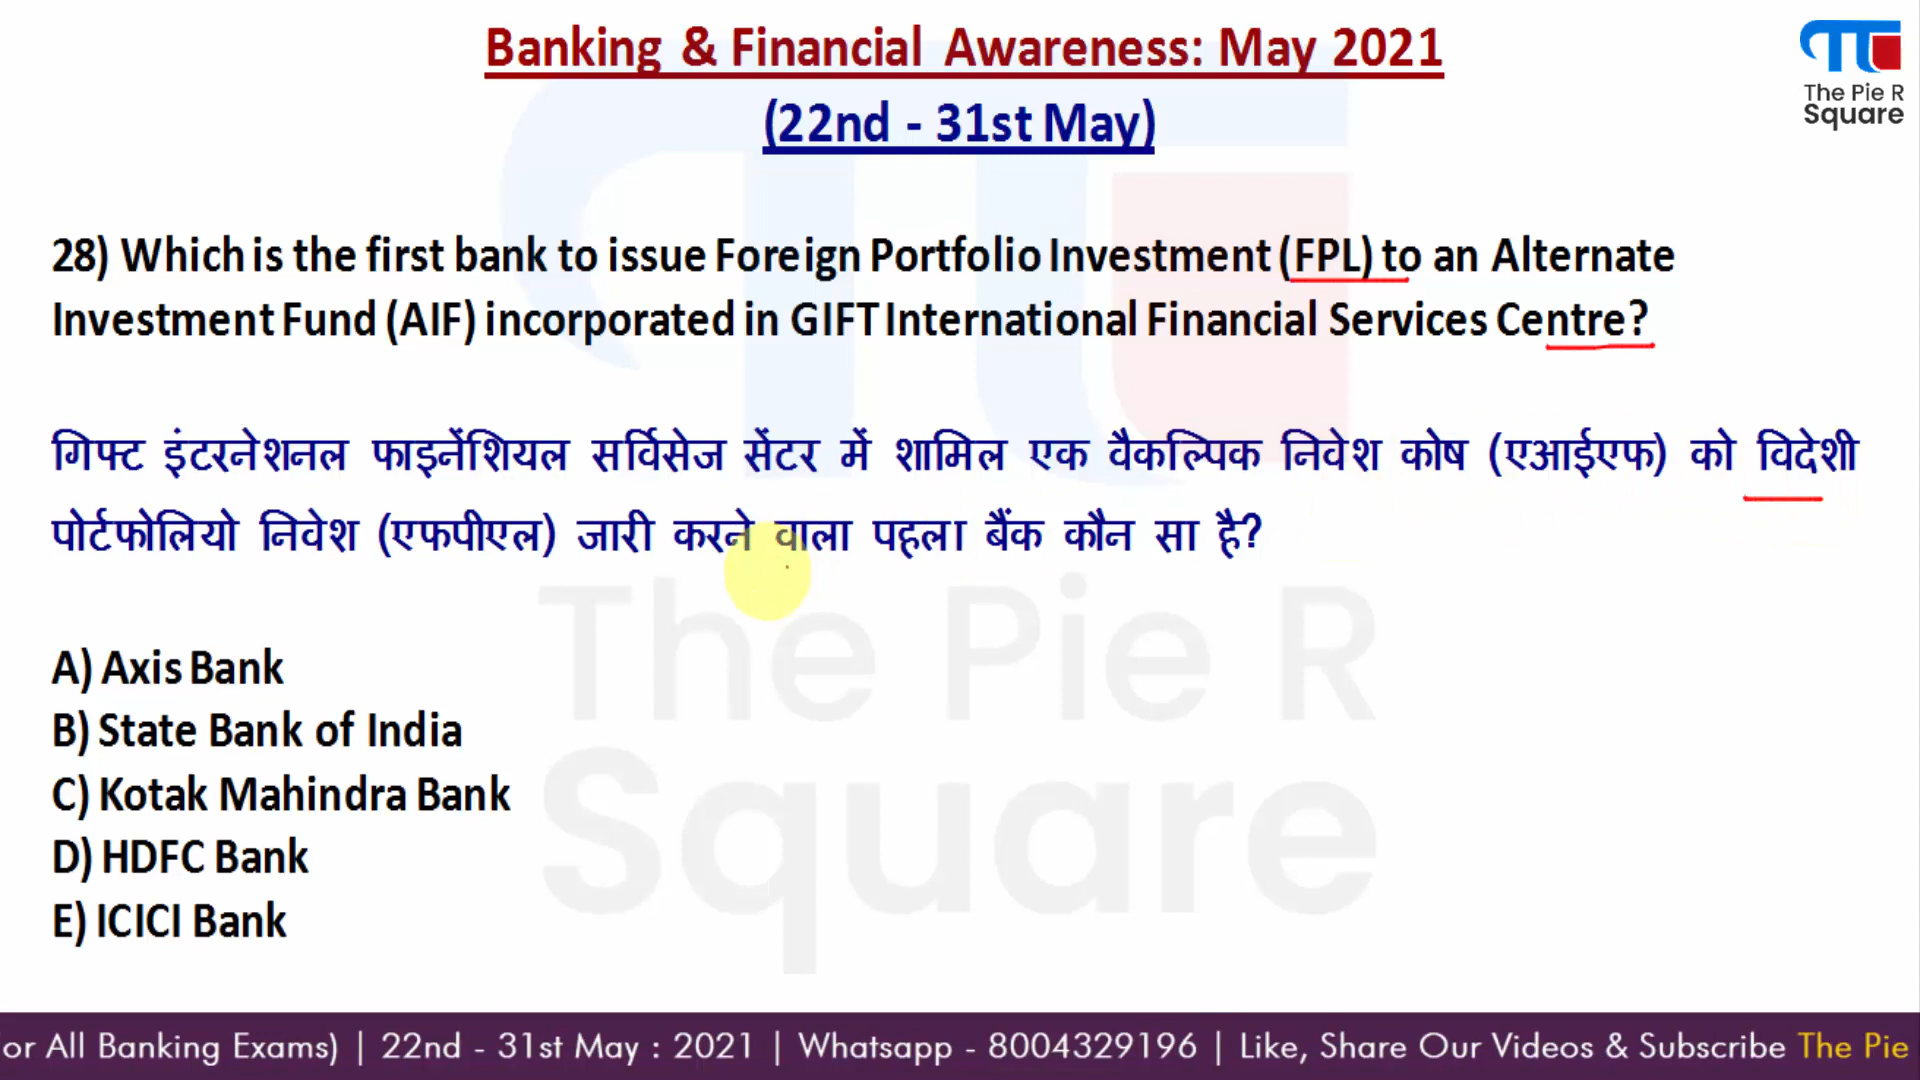 Banking & Financial Awareness: May 2021
(22nd - 31st May)
The Pie R
Square
28) Which is the first bank to issue Foreign Portfolio Investment (FPL) to an Alternate
Investment Fund (AIF) incorporated in GIFT International Financial Services Centre?
गिफ्ट इंटरनेशनल फाइनेंशियल सर्विसेज सेंटर में शामिल एक वैकल्पिक निवेश कोष (एआईएफ) को विदेशी
पोर्टफोलियो निवेश (एफपीएल) जारी करने वाला पहला बैंक कौन सा है?
The Pie R
Square
A) Axis Bank
B) State Bank of India
C) Kotak Mahindra Bank
D) HDFC Bank
E) ICICI Bank
or All Banking Exams) | 22nd - 31st May : 2021 | Whatsapp - 8004329196 | Like, Share Our Videos & Subscribe The Pie